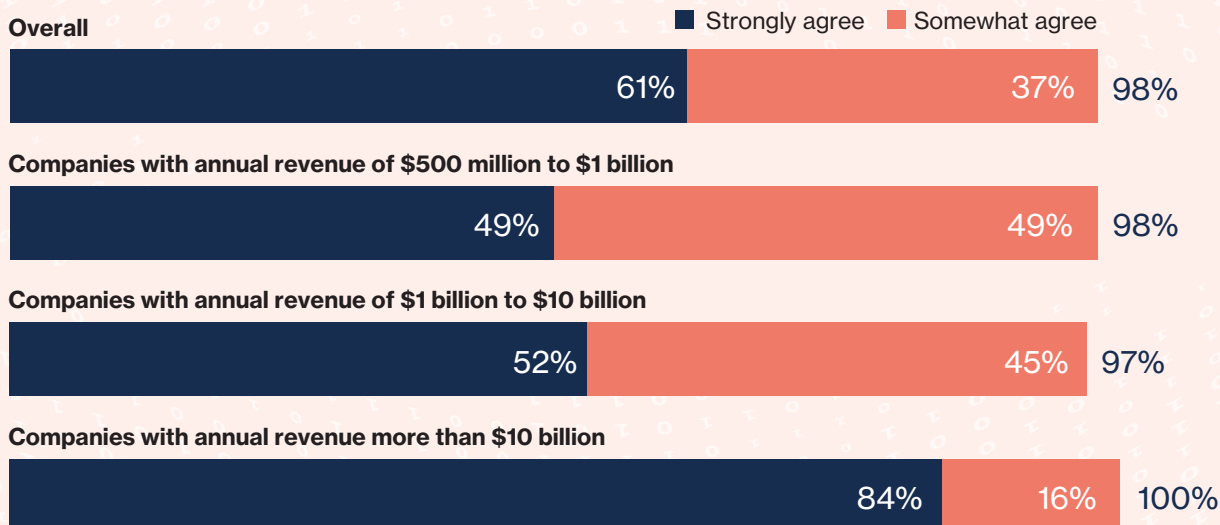 Overall
Strongly agree Somewhat agree
61% 37% 98%
Companies with annual revenue of $500 million to $1 billion
49% 49% 98%
Companies with annual revenue of $1 billion to $10 billion
52% 45% 97%
Companies with annual revenue more than $10 billion
84% 16% 100%